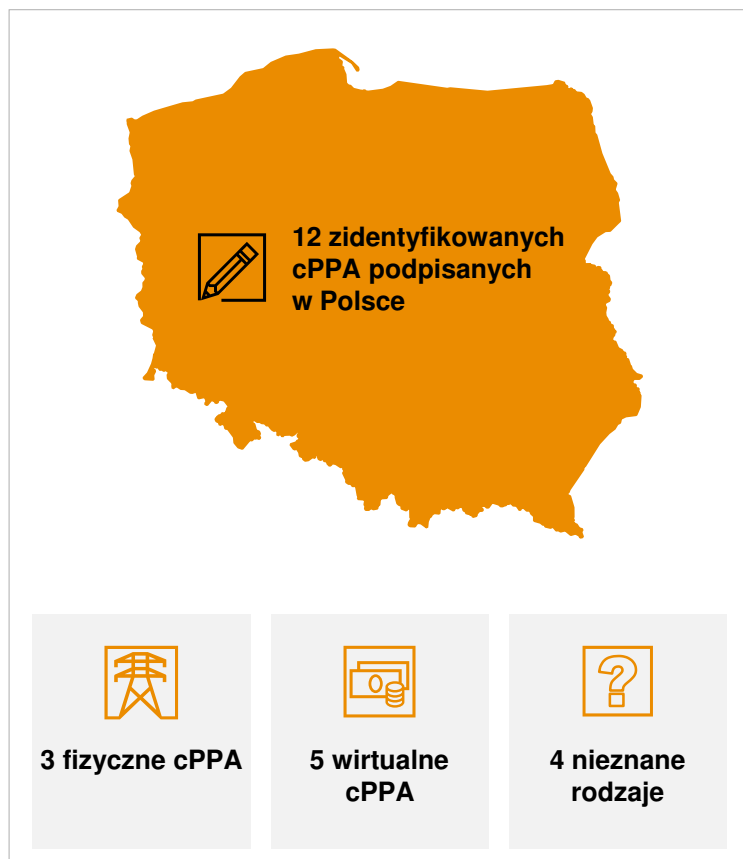 12 zidentyfikowanych
cPPA podpisanych
w Polsce
3 fizyczne cPPA
5 wirtualne
cPPA
4 nieznane
rodzaje